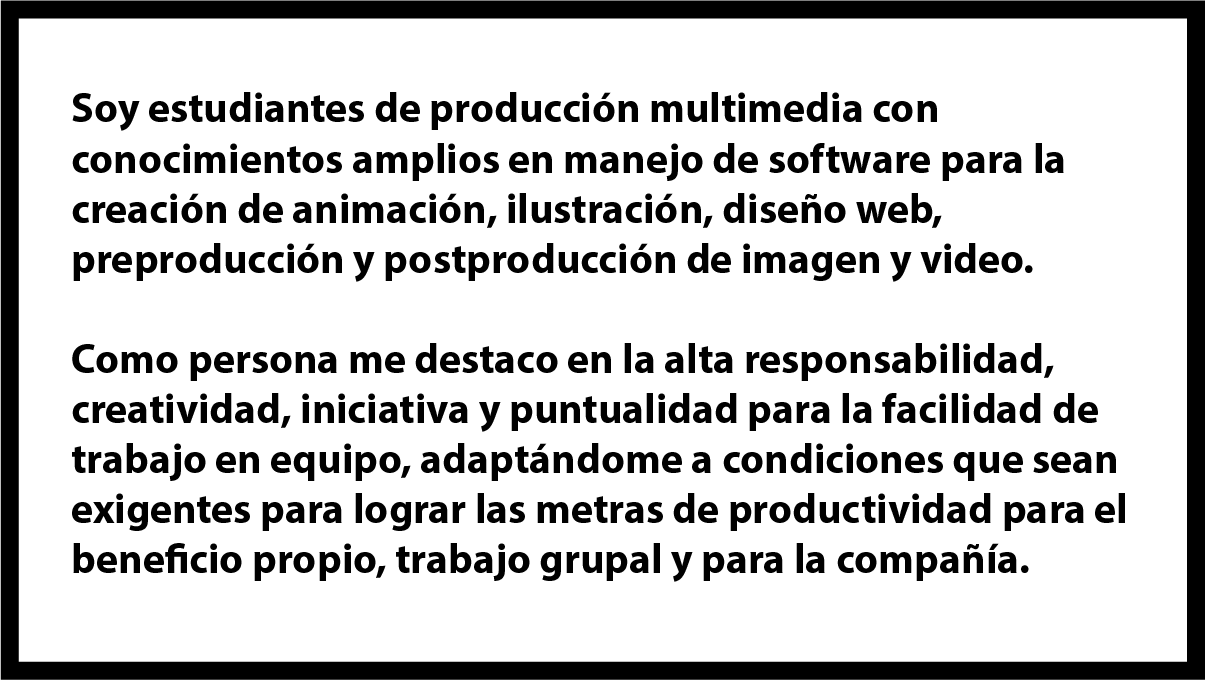 Soy estudiantes de producción multimedia con
conocimientos amplios en manejo de software para la
creación de animación, ilustración, diseño web,
preproducción y postproducción de imagen y video.
Como persona me destaco en la alta responsabilidad,
creatividad, iniciativa y puntualidad para la facilidad de
trabajo en equipo, adaptándome a condiciones que sean
exigentes para lograr las metras de productividad para el
beneficio propio, trabajo grupal y para la compañía.